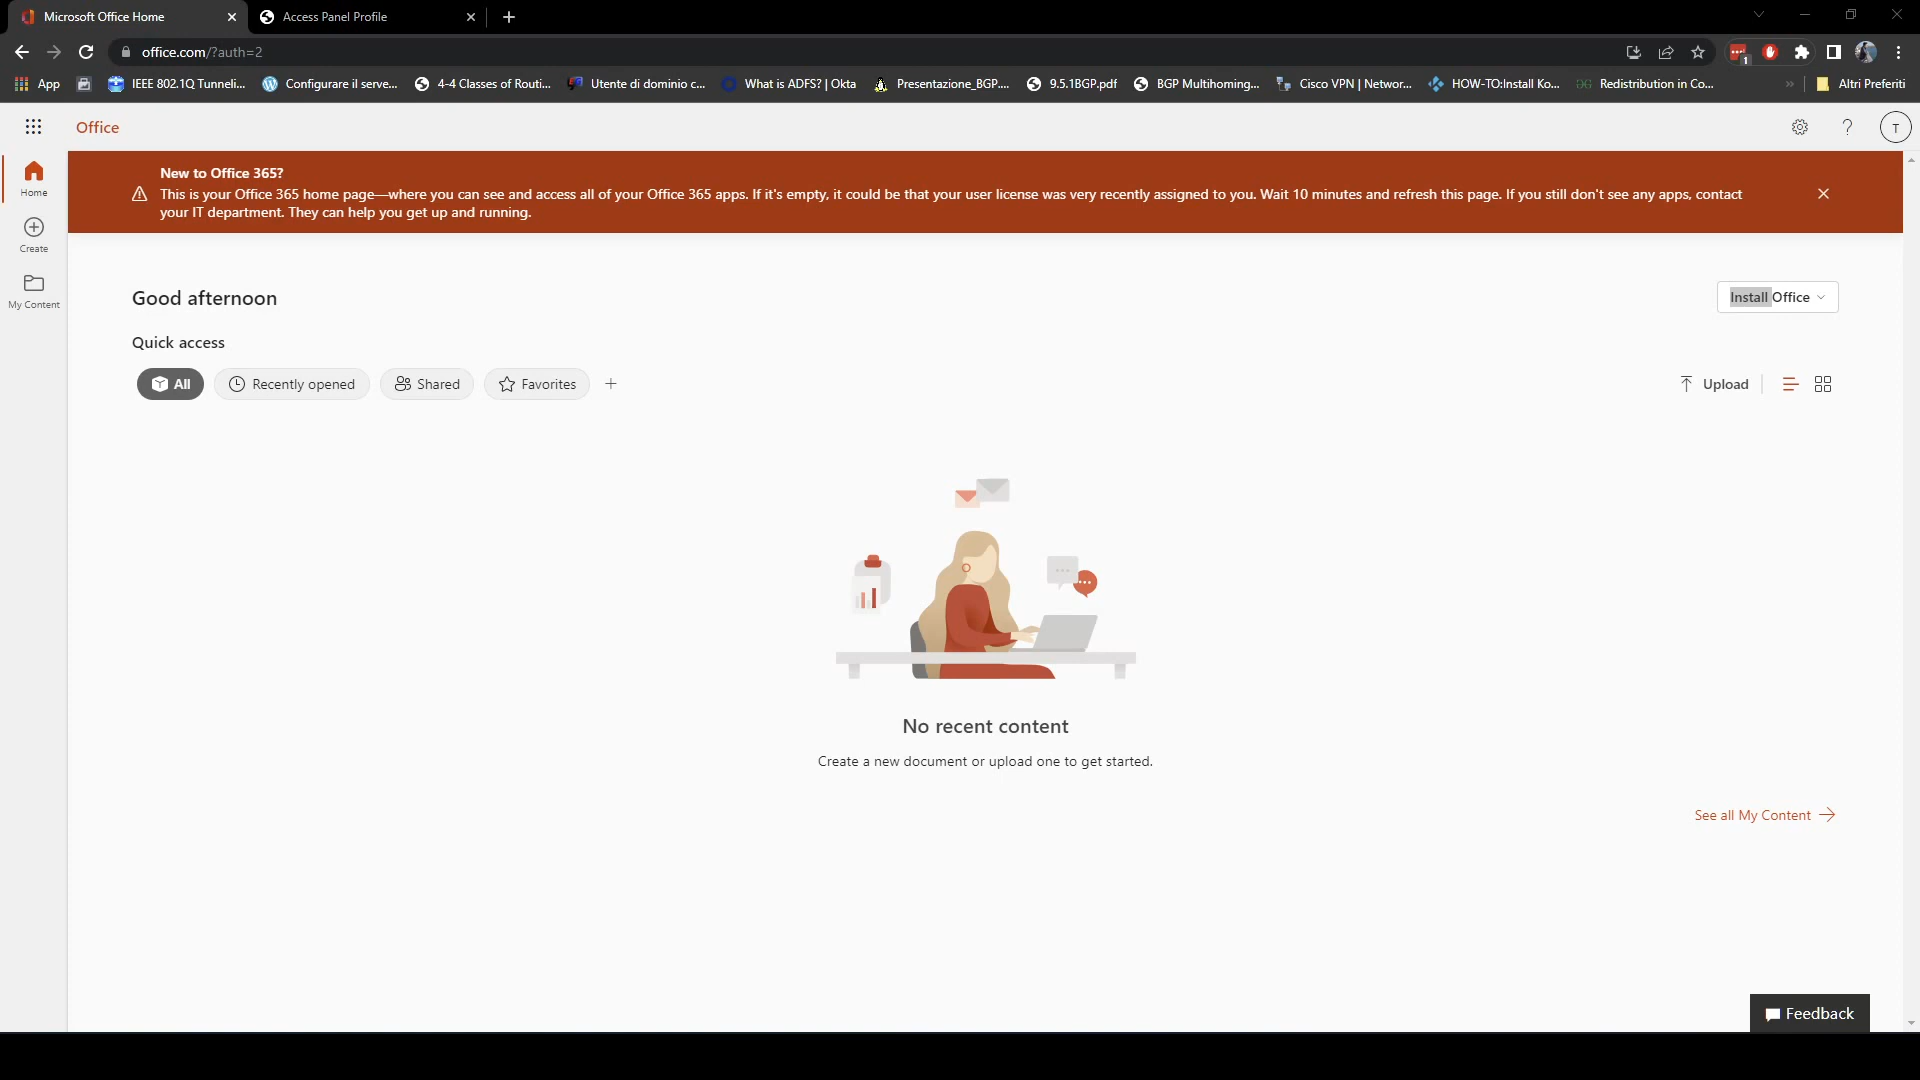 Microsoft Office Home
Access Panel Profile
office.com/?auth=2
1
App
IEEE 802.1Q Tunneli...
Configurare il serve...
4-4 Classes of Routi...
Utente di dominio c...
What is ADFS? | Okta
Presentazione_BGP....
9.5.1BGP.pdf
BGP Multihoming...
Cisco VPN | Networ...
HOW-TO:Install Ko...
Redistribution in Co...
»
Altri Preferiti
Office
?
T
New to Office 365?
This is your Office 365 home page—where you can see and access all of your Office 365 apps. If it's empty, it could be that your user license was very recently assigned to you. Wait 10 minutes and refresh this page. If you still don't see any apps, contact
your IT department. They can help you get up and running.
Home
Create
My Content
Good afternoon
Install Office
Quick access
All
Recently opened
Shared
Favorites
Upload
No recent content
Create a new document or upload one to get started.
See all My Content
Feedback